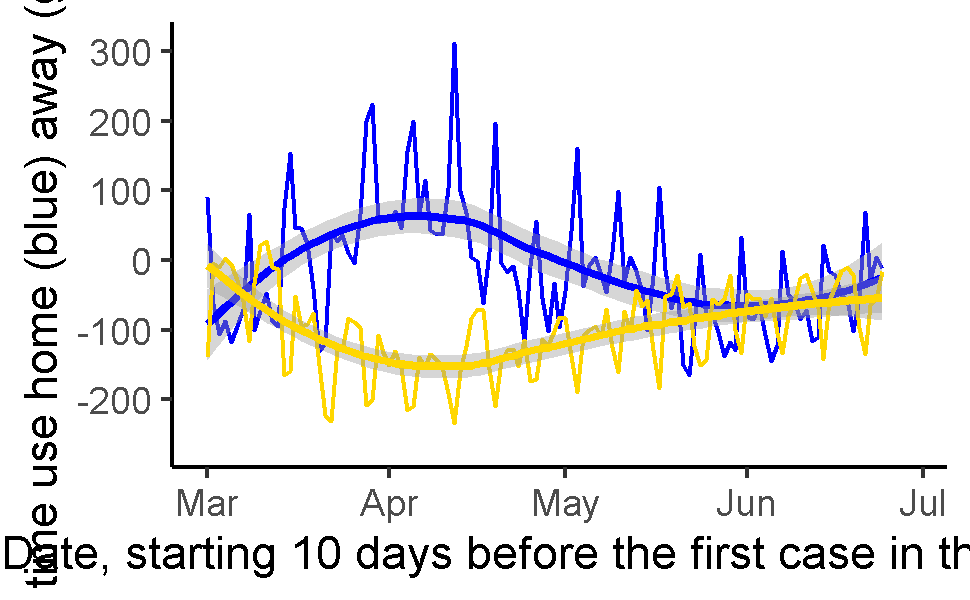 time use home (blue) away (
300
200
100
0
-100
-200
Mar Apr May Jun Jul
Date, starting 10 days before the first case in th